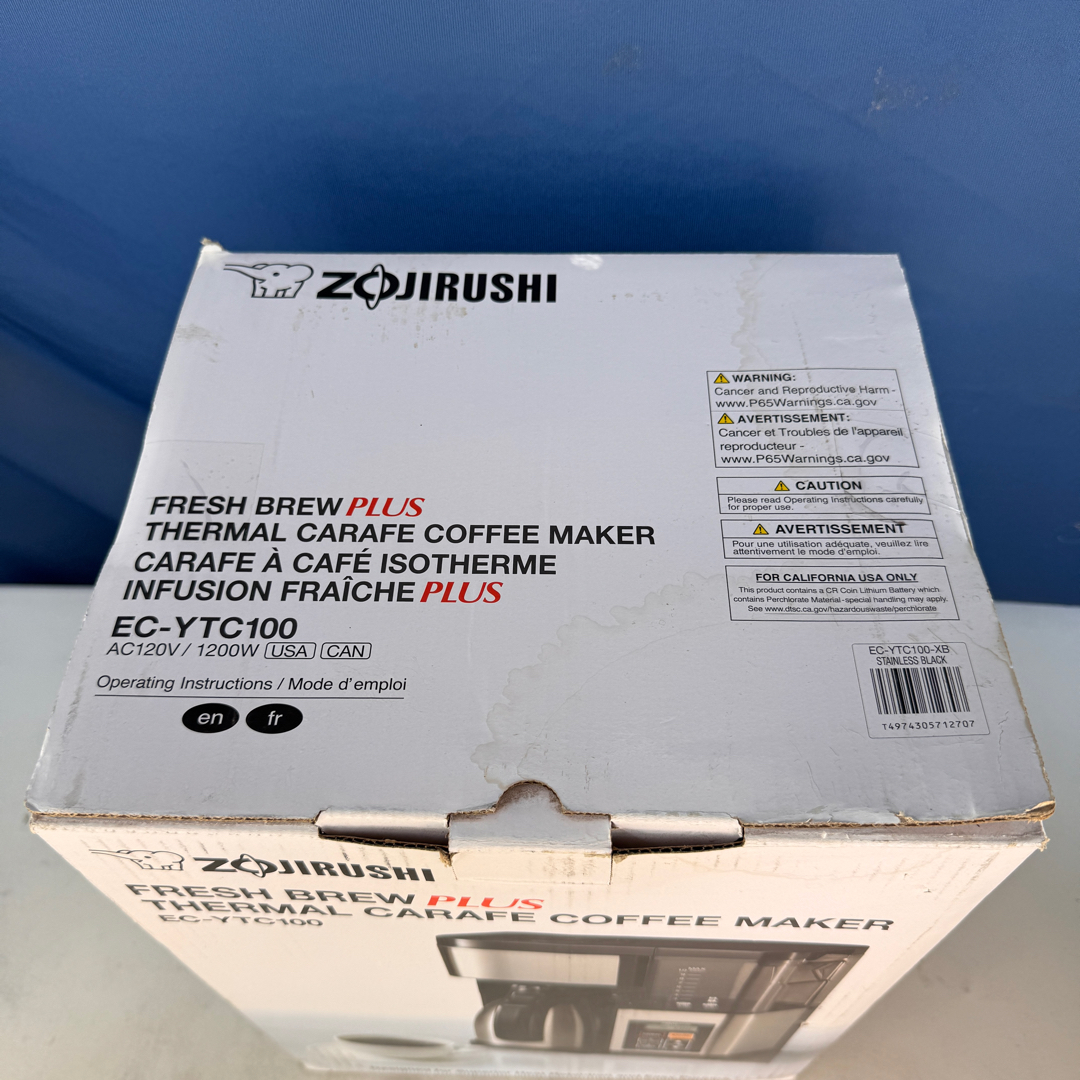 ZOJIRUSHI
WARNING:
Cancer and Reproductive Harm -
www.P65Warnings.ca.gov
AVERTISSEMENT:
Cancer et Troubles de l'appareil
reproducteur -
www.P65Warnings.ca.gov
CAUTION
Please read Operating Instructions carefully
for proper use.
AVERTISSEMENT
Pour une utilisation adéquate, veuillez lire
attentivement le mode d'emploi.
FOR CALIFORNIA USA ONLY
This product contains a CR Coin Lithium Battery which
contains Perchlorate Material - special handling may apply.
See www.dtsc.ca.gov/hazardouswaste/perchlorate
FRESH BREW PLUS
THERMAL CARAFE COFFEE MAKER
CARAFE À CAFÉ ISOTHERME
INFUSION FRAÎCHE PLUS
EC-YTC100
AC120V / 1200W USA CAN
Operating Instructions / Mode d'emploi
en fr
EC-YTC100-XB
STAINLESS BLACK
T4974305712707
ZOJIRUSHI
FRESH BREW PLUS
THERMAL CARAFE COFFEE MAKER
EC-YTC100